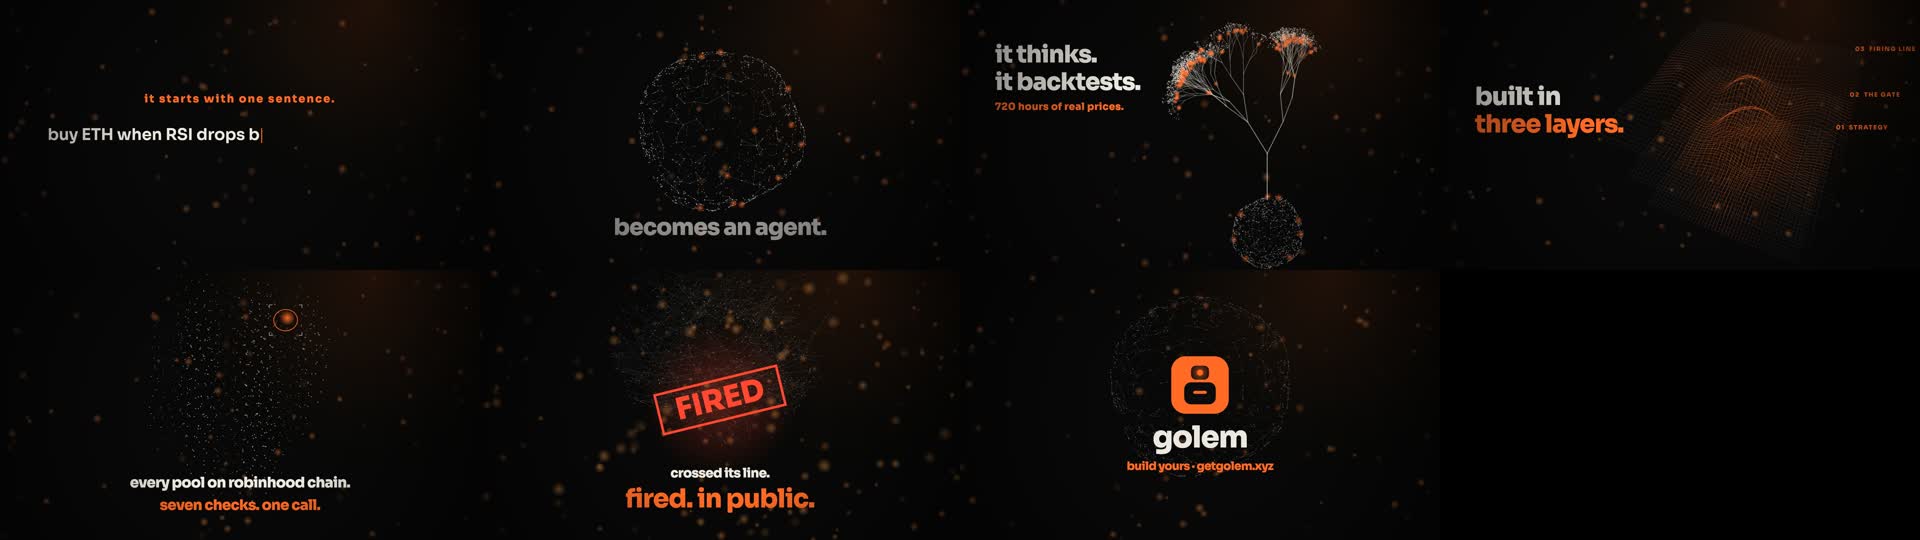 it starts with one sentence.
buy ETH when RSI drops b
becomes an agent.
it thinks.
it backtests.
720 hours of real prices.
built in
three layers.
03 FIRING LINE
02 THE GATE
01 STRATEGY
every pool on robinhood chain.
seven checks. one call.
FIRED
crossed its line.
fired. in public.
golem
build yours · getgolem.xyz